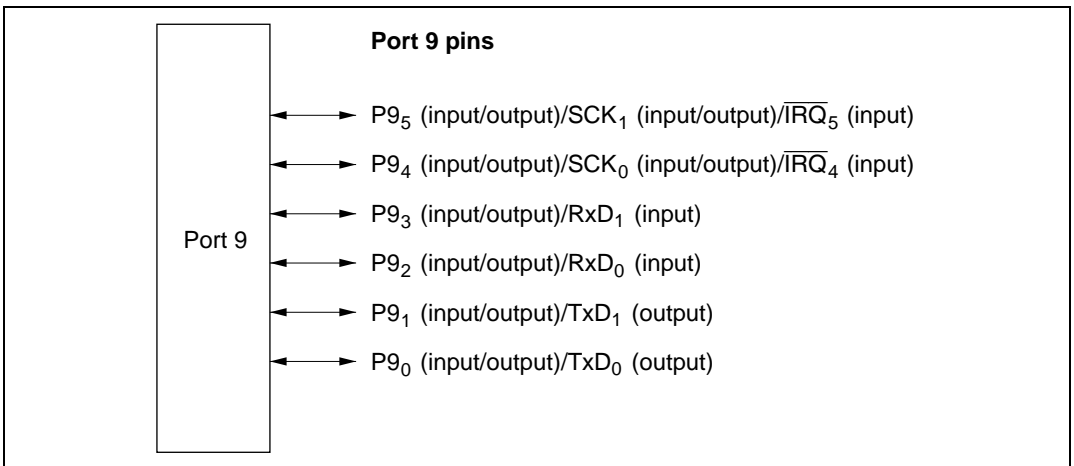 Port 9 pins
P9₅ (input/output)/SCK₁ (input/output)/I̅R̅Q̅₅ (input)
P9₄ (input/output)/SCK₀ (input/output)/I̅R̅Q̅₄ (input)
P9₃ (input/output)/RxD₁ (input)
Port 9
P9₂ (input/output)/RxD₀ (input)
P9₁ (input/output)/TxD₁ (output)
P9₀ (input/output)/TxD₀ (output)